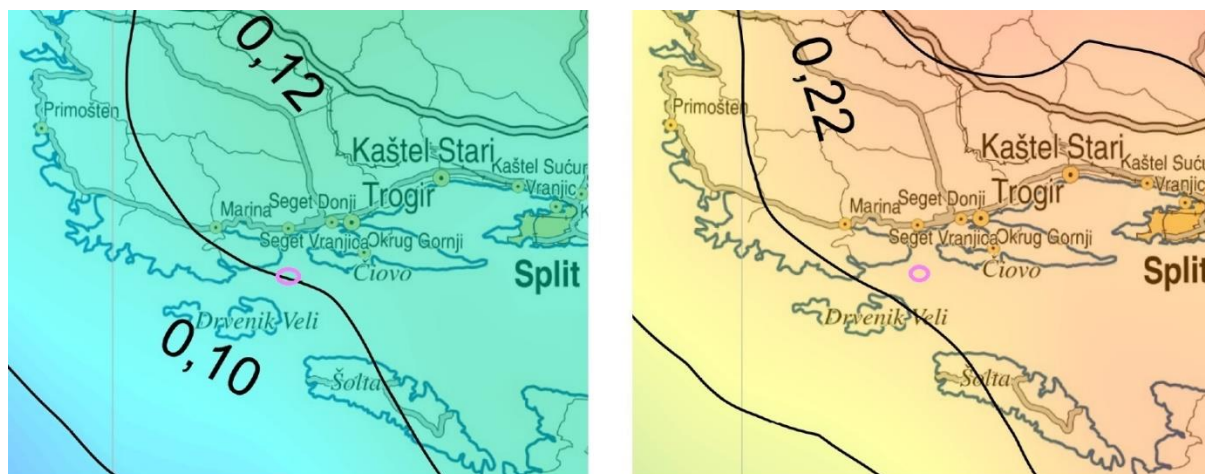 0,12
Primošten
Kaštel Stari
Kaštel Suću
Vranjic
Trogir
Seget Donji
Marina
K
Seget Vranjica
Okrug Gornji
Čiovo
Split
Drvenik Veli
0,10
Šolta
0,22
Primošten
Kaštel Stari
Kaštel Suću
Vranjic
Trogir
Seget Donji
Marina
Seget Vranjica
Okrug Gornji
Čiovo
Split
Drvenik Veli
Šolta